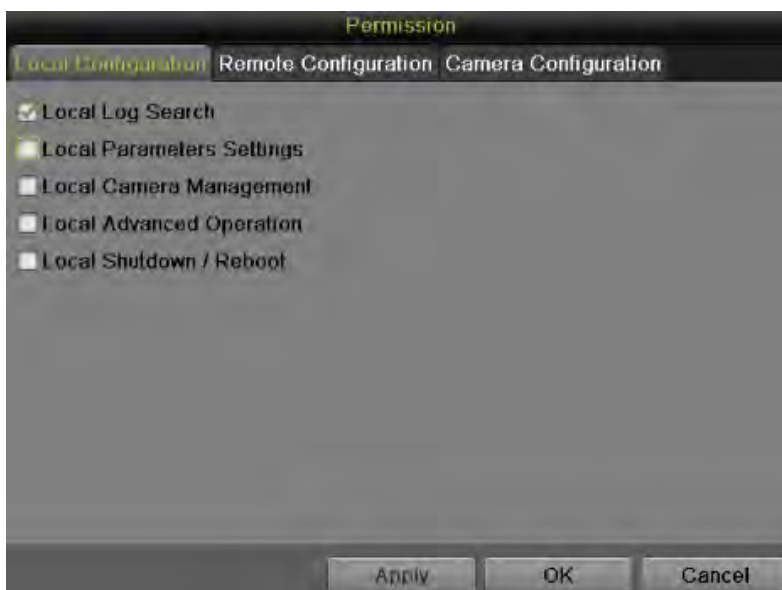 Permission
Local Configuration Remote Configuration Camera Configuration
Local Log Search
Local Parameters Settings
Local Camera Management
Local Advanced Operation
Local Shutdown / Reboot
Apply OK Cancel